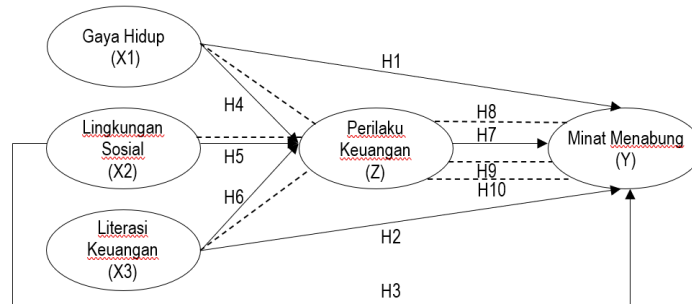 Gaya Hidup
(X1)
H1
H4
Lingkungan
Sosial
(X2)
H5
Perilaku
Keuangan
(Z)
H8
H7
H9
H10
Minat Menabung
(Y)
H6
Literasi
Keuangan
(X3)
H2
H3